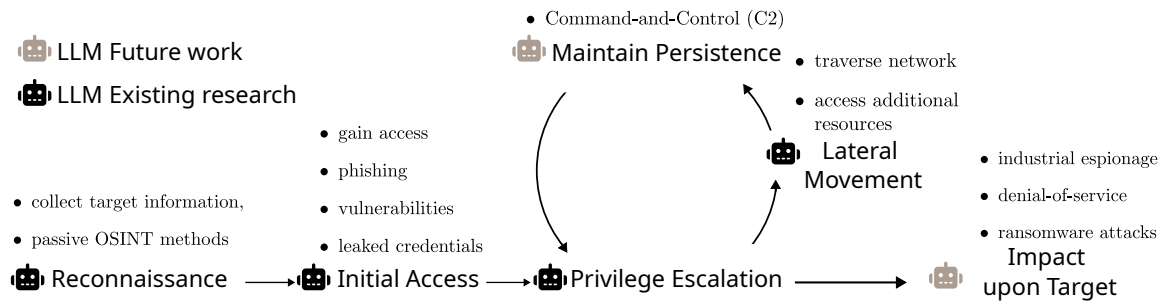 LLM Future work
LLM Existing research
• Command-and-Control (C2)
Maintain Persistence
• traverse network
• access additional
resources
Lateral
Movement
• gain access
• phishing
• vulnerabilities
• leaked credentials
• collect target information,
• passive OSINT methods
• industrial espionage
• denial-of-service
• ransomware attacks
Reconnaissance
Initial Access
Privilege Escalation
Impact
upon Target